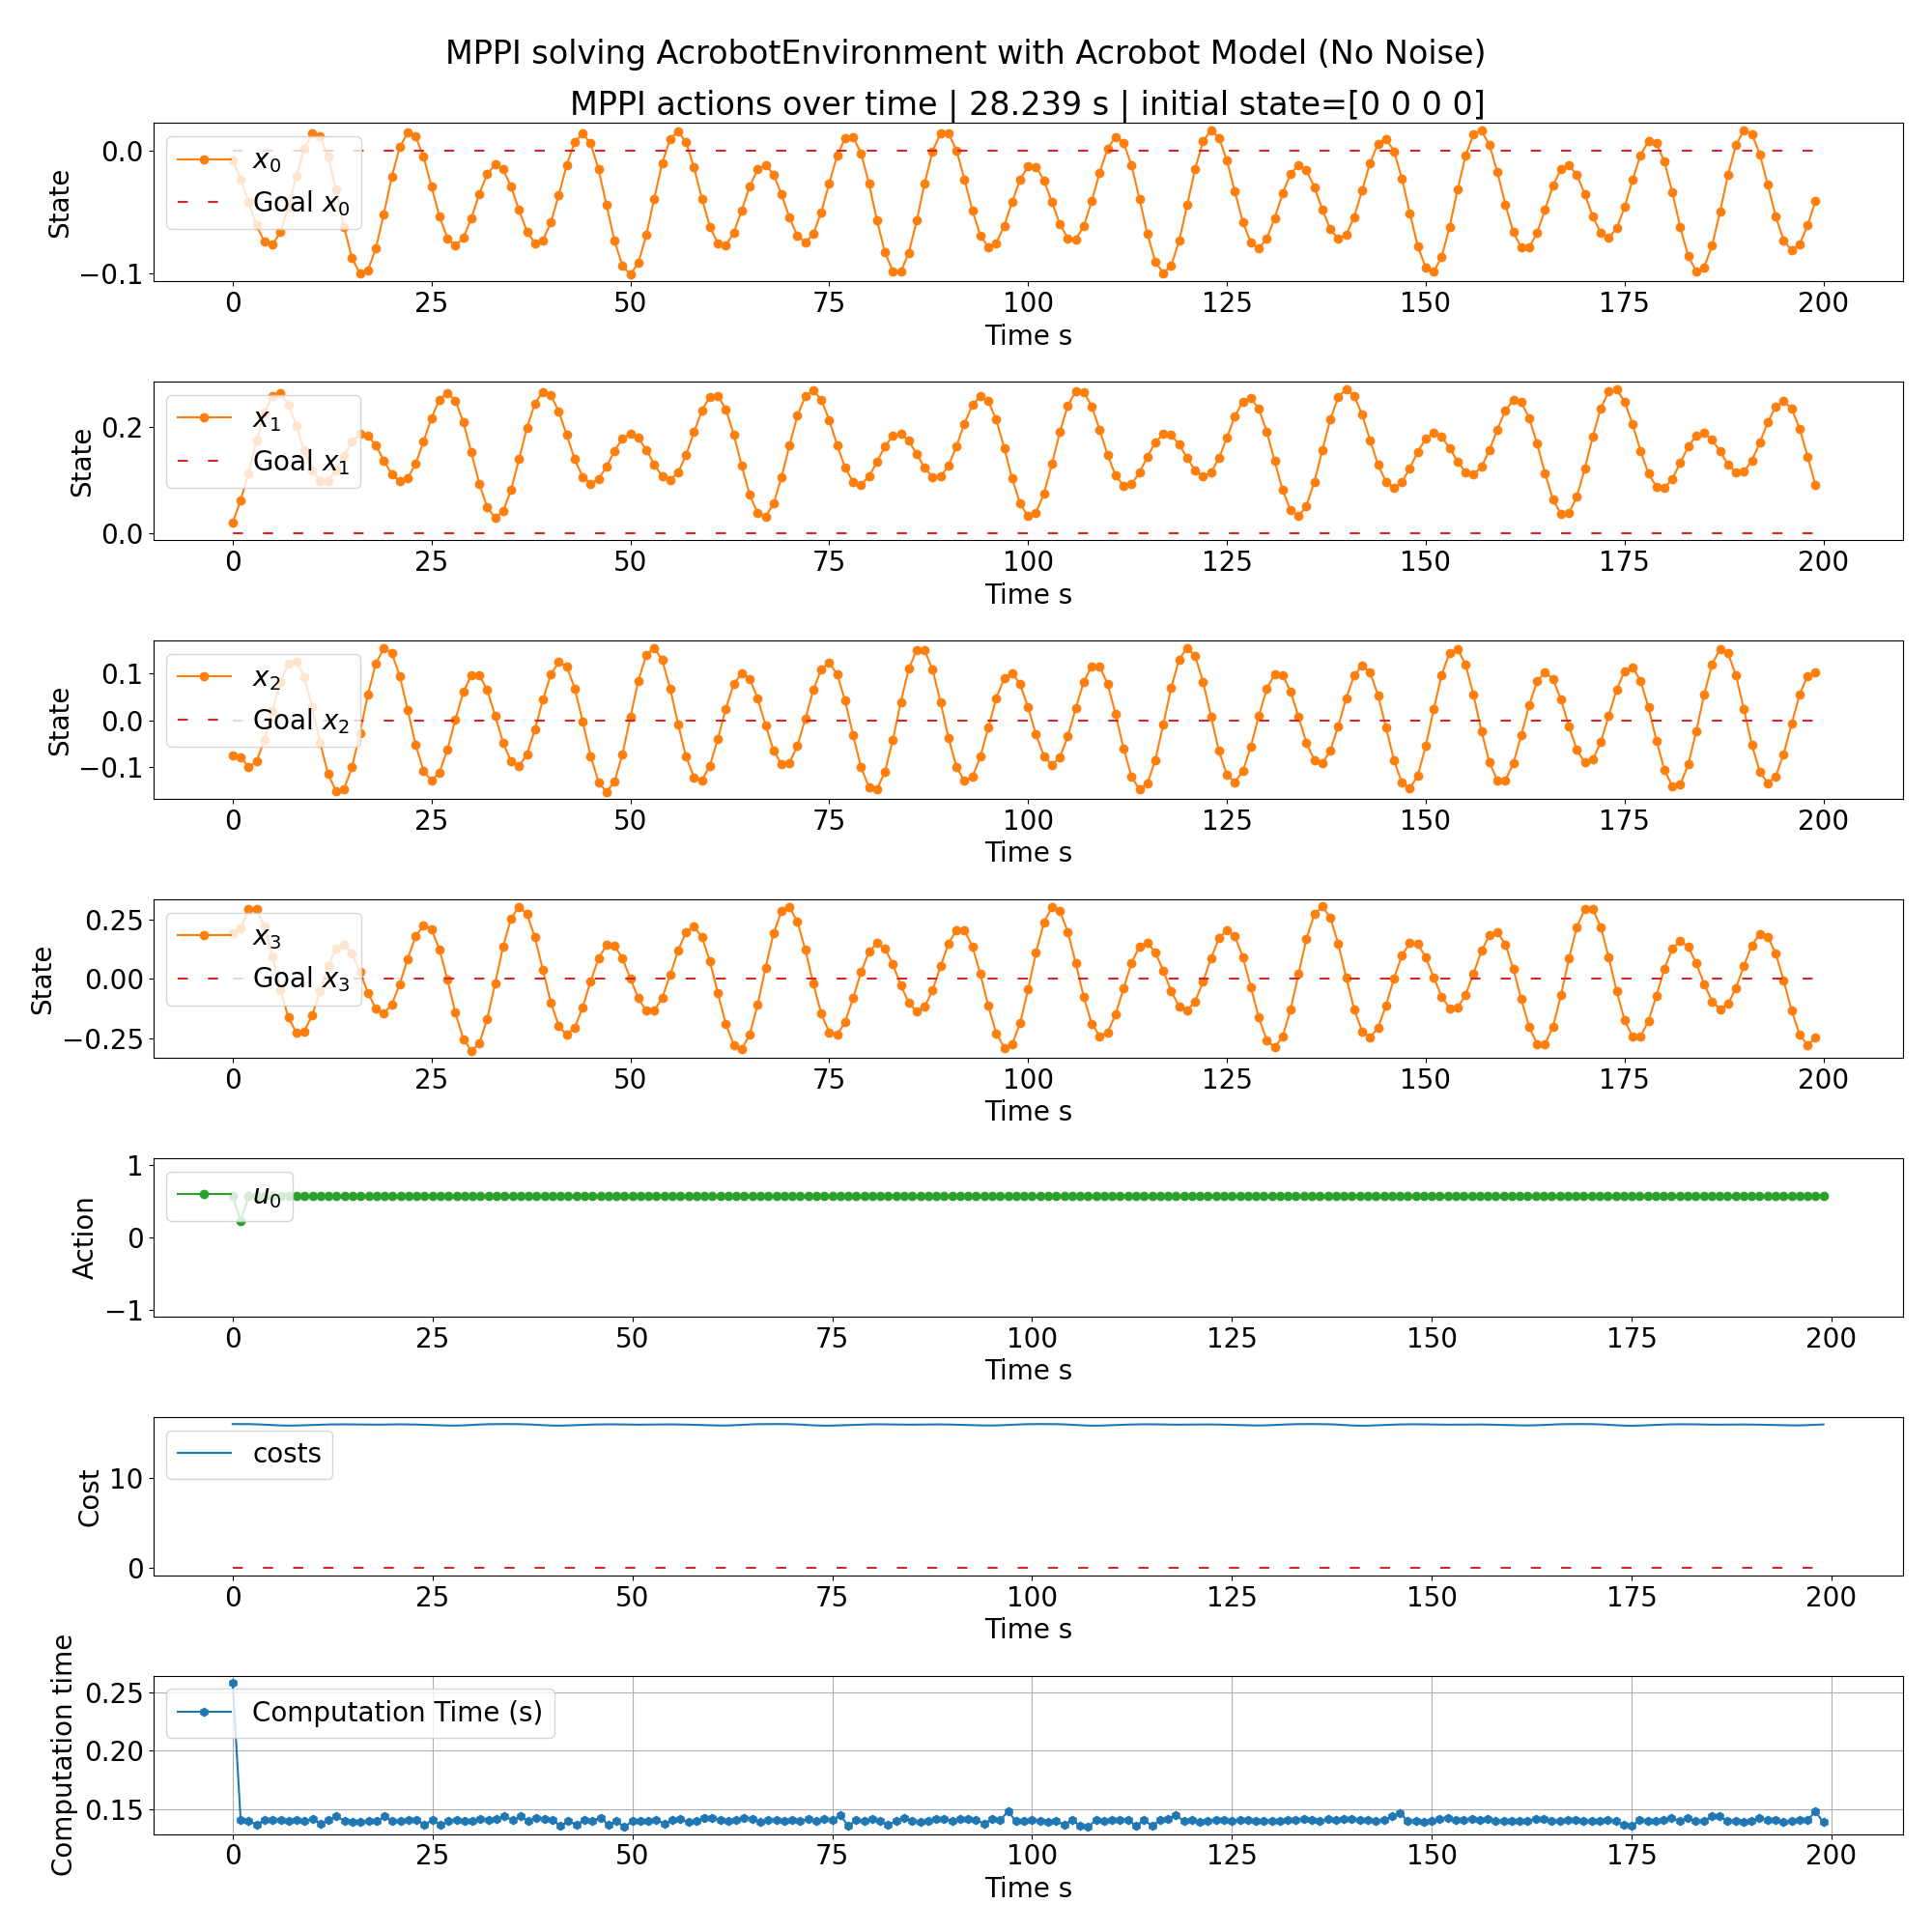 MPPI solving AcrobotEnvironment with Acrobot Model (No Noise)
MPPI actions over time | 28.239 s | initial state=[0 0 0 0]
State
0.0
−0.1
x₀
Goal x₀
0 25 50 75 100 125 150 175 200
Time s
State
0.2
0.0
x₁
Goal x₁
0 25 50 75 100 125 150 175 200
Time s
State
0.1
0.0
−0.1
x₂
Goal x₂
0 25 50 75 100 125 150 175 200
Time s
State
0.25
0.00
−0.25
x₃
Goal x₃
0 25 50 75 100 125 150 175 200
Time s
Action
1
0
−1
u₀
0 25 50 75 100 125 150 175 200
Time s
Cost
10
0
costs
0 25 50 75 100 125 150 175 200
Time s
Computation time
0.25
0.20
0.15
Computation Time (s)
0 25 50 75 100 125 150 175 200
Time s